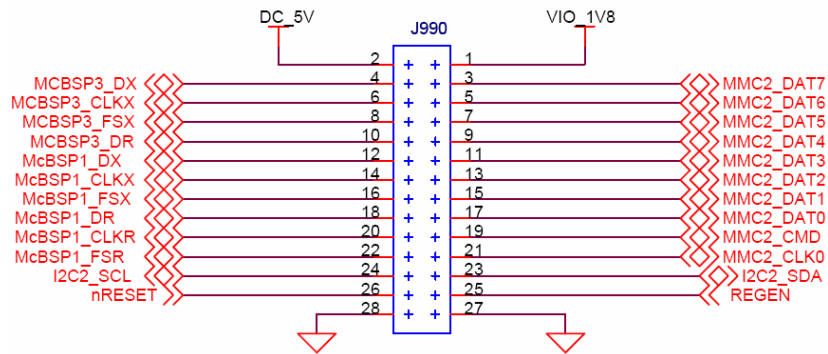 DC_5V VIO_1V8
J990
2 1
MCBSP3_DX 4 3 MMC2_DAT7
MCBSP3_CLKX 6 5 MMC2_DAT6
MCBSP3_FSX 8 7 MMC2_DAT5
MCBSP3_DR 10 9 MMC2_DAT4
McBSP1_DX 12 11 MMC2_DAT3
McBSP1_CLKX 14 13 MMC2_DAT2
McBSP1_FSX 16 15 MMC2_DAT1
McBSP1_DR 18 17 MMC2_DAT0
McBSP1_CLKR 20 19 MMC2_CMD
McBSP1_FSR 22 21 MMC2_CLK0
I2C2_SCL 24 23 I2C2_SDA
nRESET 26 25 REGEN
28 27